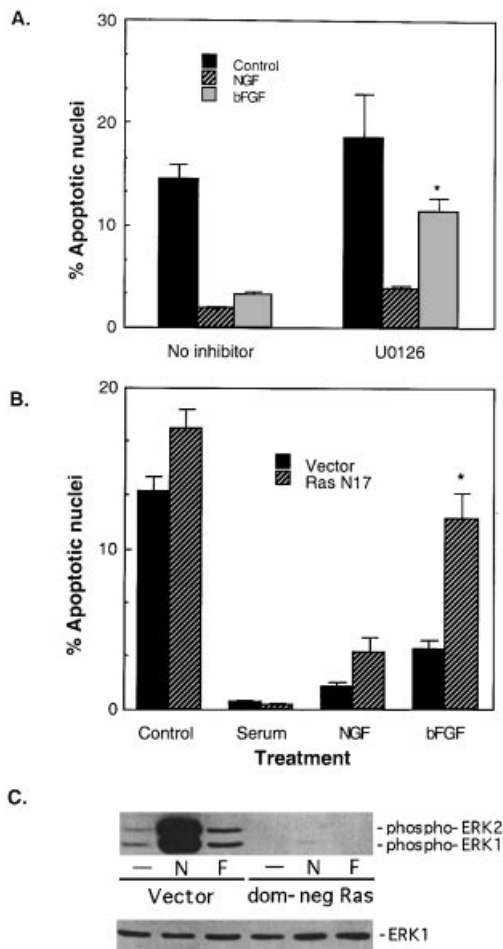 A.
30
20
10
0
% Apoptotic nuclei
Control
NGF
bFGF
*
No inhibitor
U0126
B.
20
10
0
% Apoptotic nuclei
Vector
Ras N17
*
Control
Serum
NGF
bFGF
Treatment
C.
-phospho-ERK2
-phospho-ERK1
— N F — N F
Vector dom-neg Ras
-ERK1